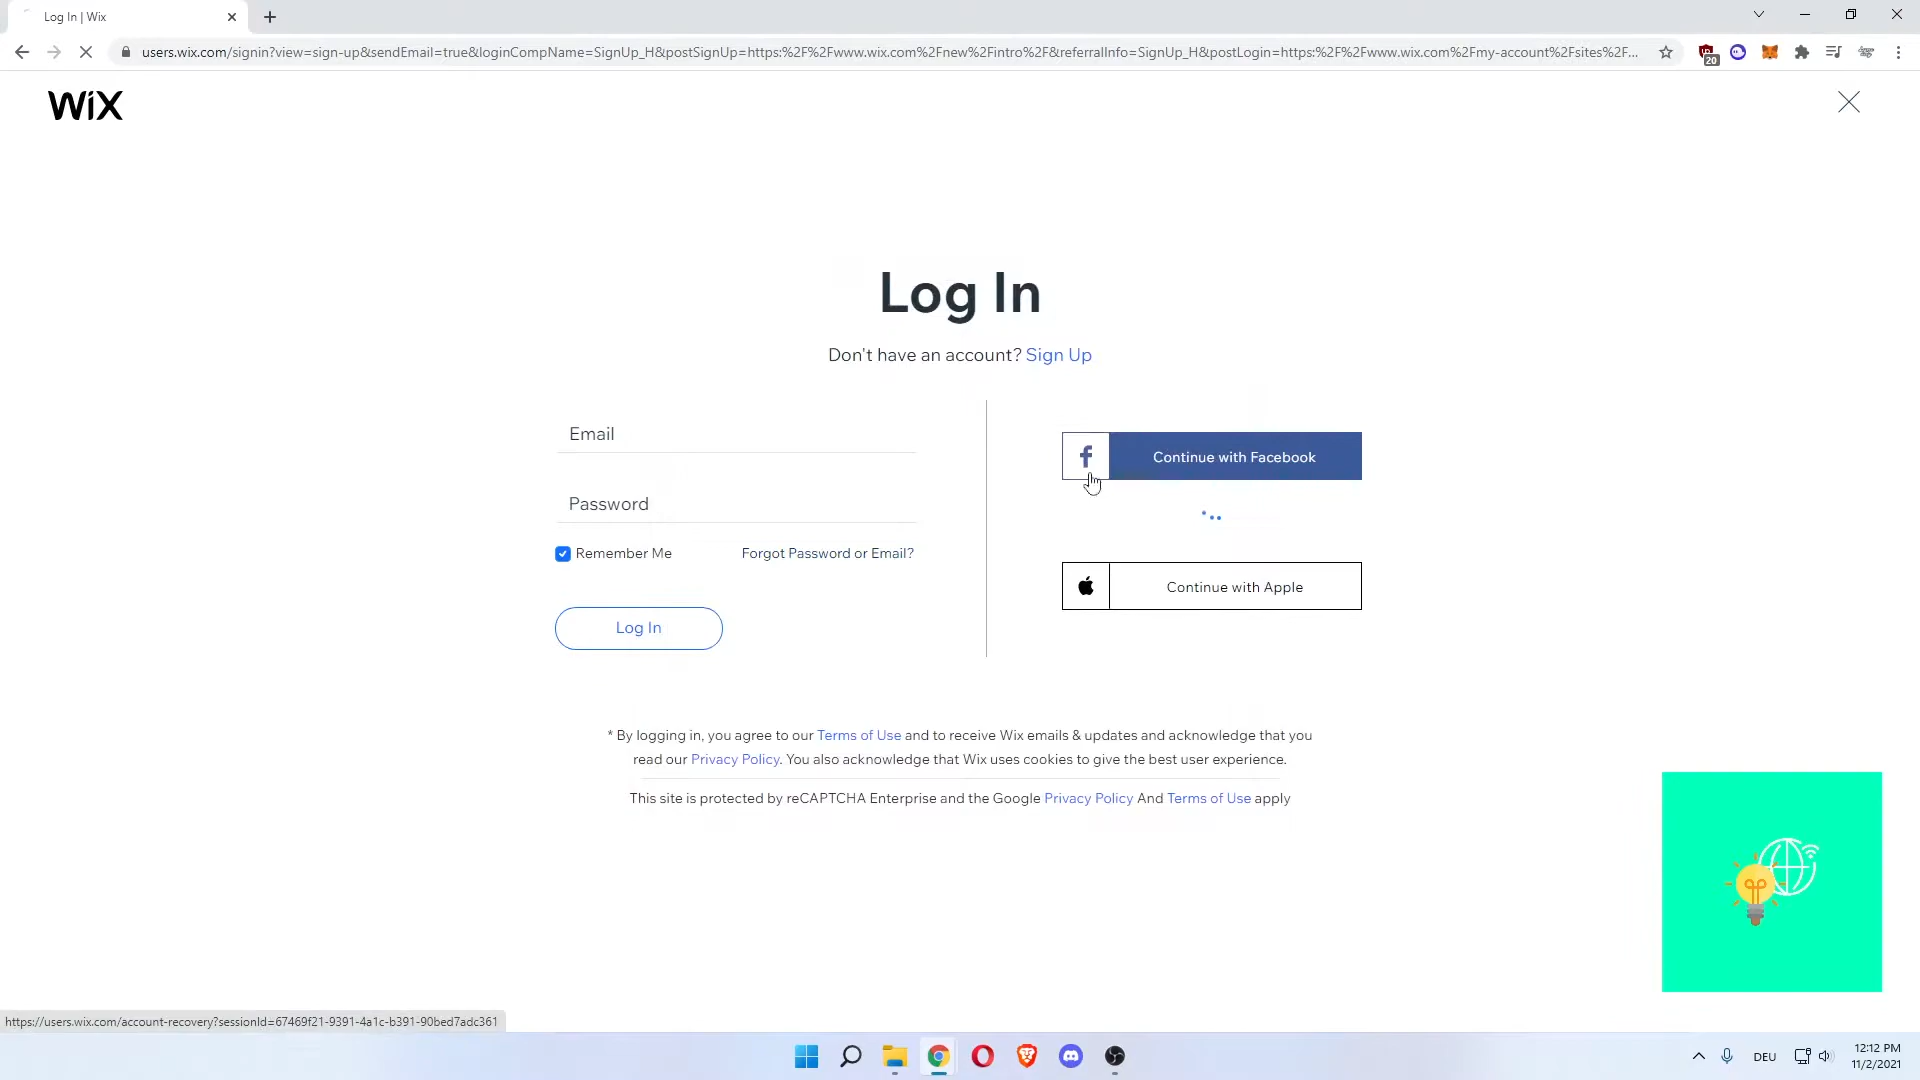 Log In | Wix
users.wix.com/signin?view=sign-up&sendEmail=true&loginCompName=SignUp_H&postSignUp=https:%2F%2Fwww.wix.com%2Fnew%2Fintro%2F&referralInfo=SignUp_H&postLogin=https:%2F%2Fwww.wix.com%2Fmy-account%2Fsites%2F...
20
WiX
Log In
Don't have an account? Sign Up
Email
Continue with Facebook
Password
Remember Me
Forgot Password or Email?
Continue with Apple
Log In
* By logging in, you agree to our Terms of Use and to receive Wix emails & updates and acknowledge that you
read our Privacy Policy. You also acknowledge that Wix uses cookies to give the best user experience.
This site is protected by reCAPTCHA Enterprise and the Google Privacy Policy And Terms of Use apply
https://users.wix.com/account-recovery?sessionId=67469f21-9391-4a1c-b391-90bed7adc361
DEU
12:12 PM
11/2/2021